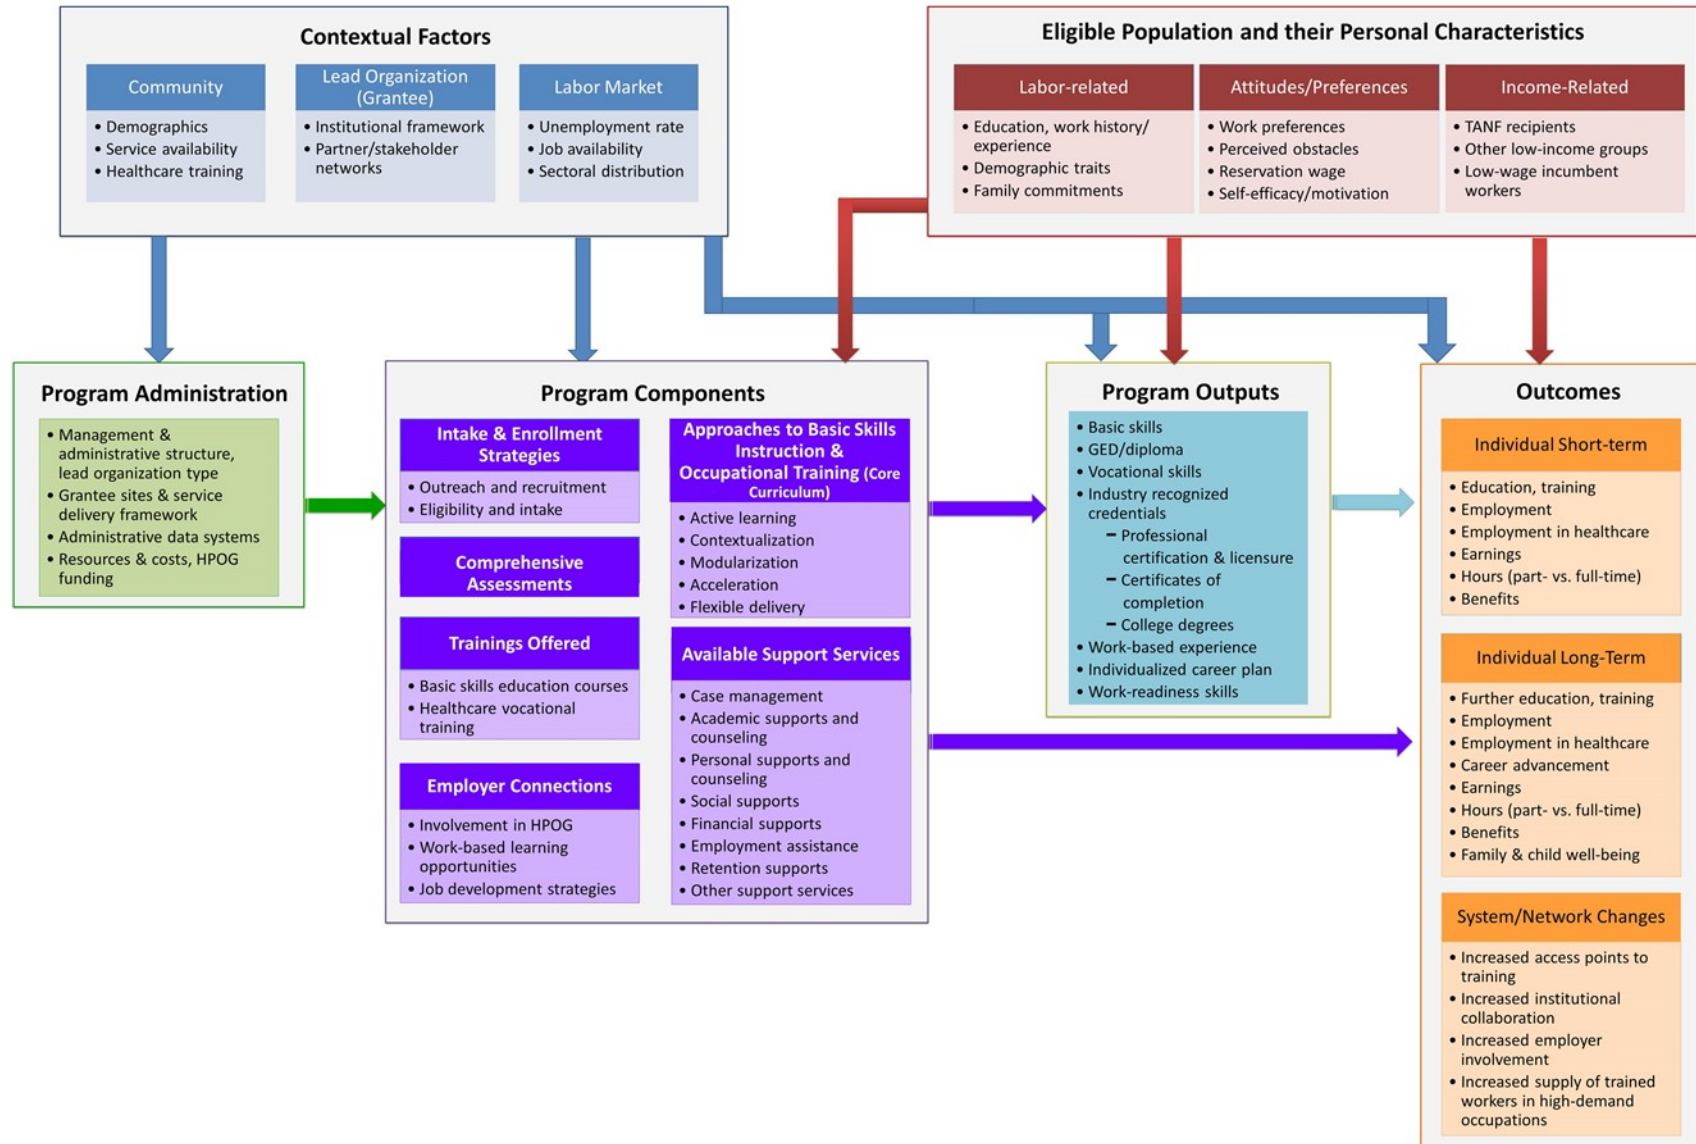 Contextual Factors
Community
• Demographics
• Service availability
• Healthcare training
Lead Organization
(Grantee)
• Institutional framework
• Partner/stakeholder
networks
Labor Market
• Unemployment rate
• Job availability
• Sectoral distribution
Eligible Population and their Personal Characteristics
Labor-related
• Education, work history/
experience
• Demographic traits
• Family commitments
Attitudes/Preferences
• Work preferences
• Perceived obstacles
• Reservation wage
• Self-efficacy/motivation
Income-Related
• TANF recipients
• Other low-income groups
• Low-wage incumbent
workers
Program Administration
• Management &
administrative structure,
lead organization type
• Grantee sites & service
delivery framework
• Administrative data systems
• Resources & costs, HPOG
funding
Program Components
Intake & Enrollment
Strategies
• Outreach and recruitment
• Eligibility and intake
Comprehensive
Assessments
Trainings Offered
• Basic skills education courses
• Healthcare vocational
training
Employer Connections
• Involvement in HPOG
• Work-based learning
opportunities
• Job development strategies
Approaches to Basic Skills
Instruction &
Occupational Training (Core
Curriculum)
• Active learning
• Contextualization
• Modularization
• Acceleration
• Flexible delivery
Available Support Services
• Case management
• Academic supports and
counseling
• Personal supports and
counseling
• Social supports
• Financial supports
• Employment assistance
• Retention supports
• Other support services
Program Outputs
• Basic skills
• GED/diploma
• Vocational skills
• Industry recognized
credentials
– Professional
certification & licensure
– Certificates of
completion
– College degrees
• Work-based experience
• Individualized career plan
• Work-readiness skills
Outcomes
Individual Short-term
• Education, training
• Employment
• Employment in healthcare
• Earnings
• Hours (part- vs. full-time)
• Benefits
Individual Long-Term
• Further education, training
• Employment
• Employment in healthcare
• Career advancement
• Earnings
• Hours (part- vs. full-time)
• Benefits
• Family & child well-being
System/Network Changes
• Increased access points to
training
• Increased institutional
collaboration
• Increased employer
involvement
• Increased supply of trained
workers in high-demand
occupations